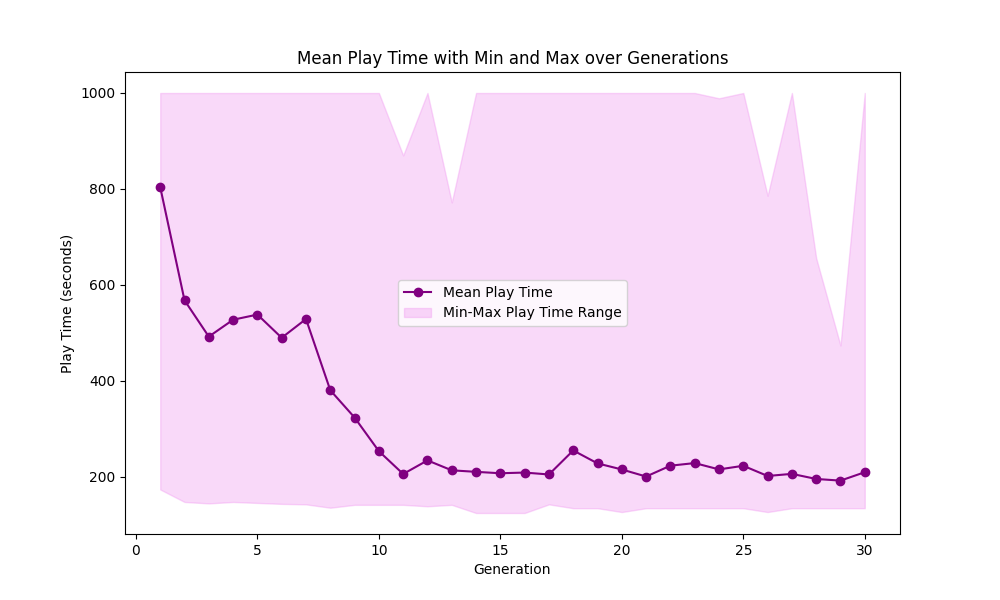 Mean Play Time with Min and Max over Generations
1000
800
600
400
200
Play Time (seconds)
Mean Play Time
Min-Max Play Time Range
0 5 10 15 20 25 30
Generation